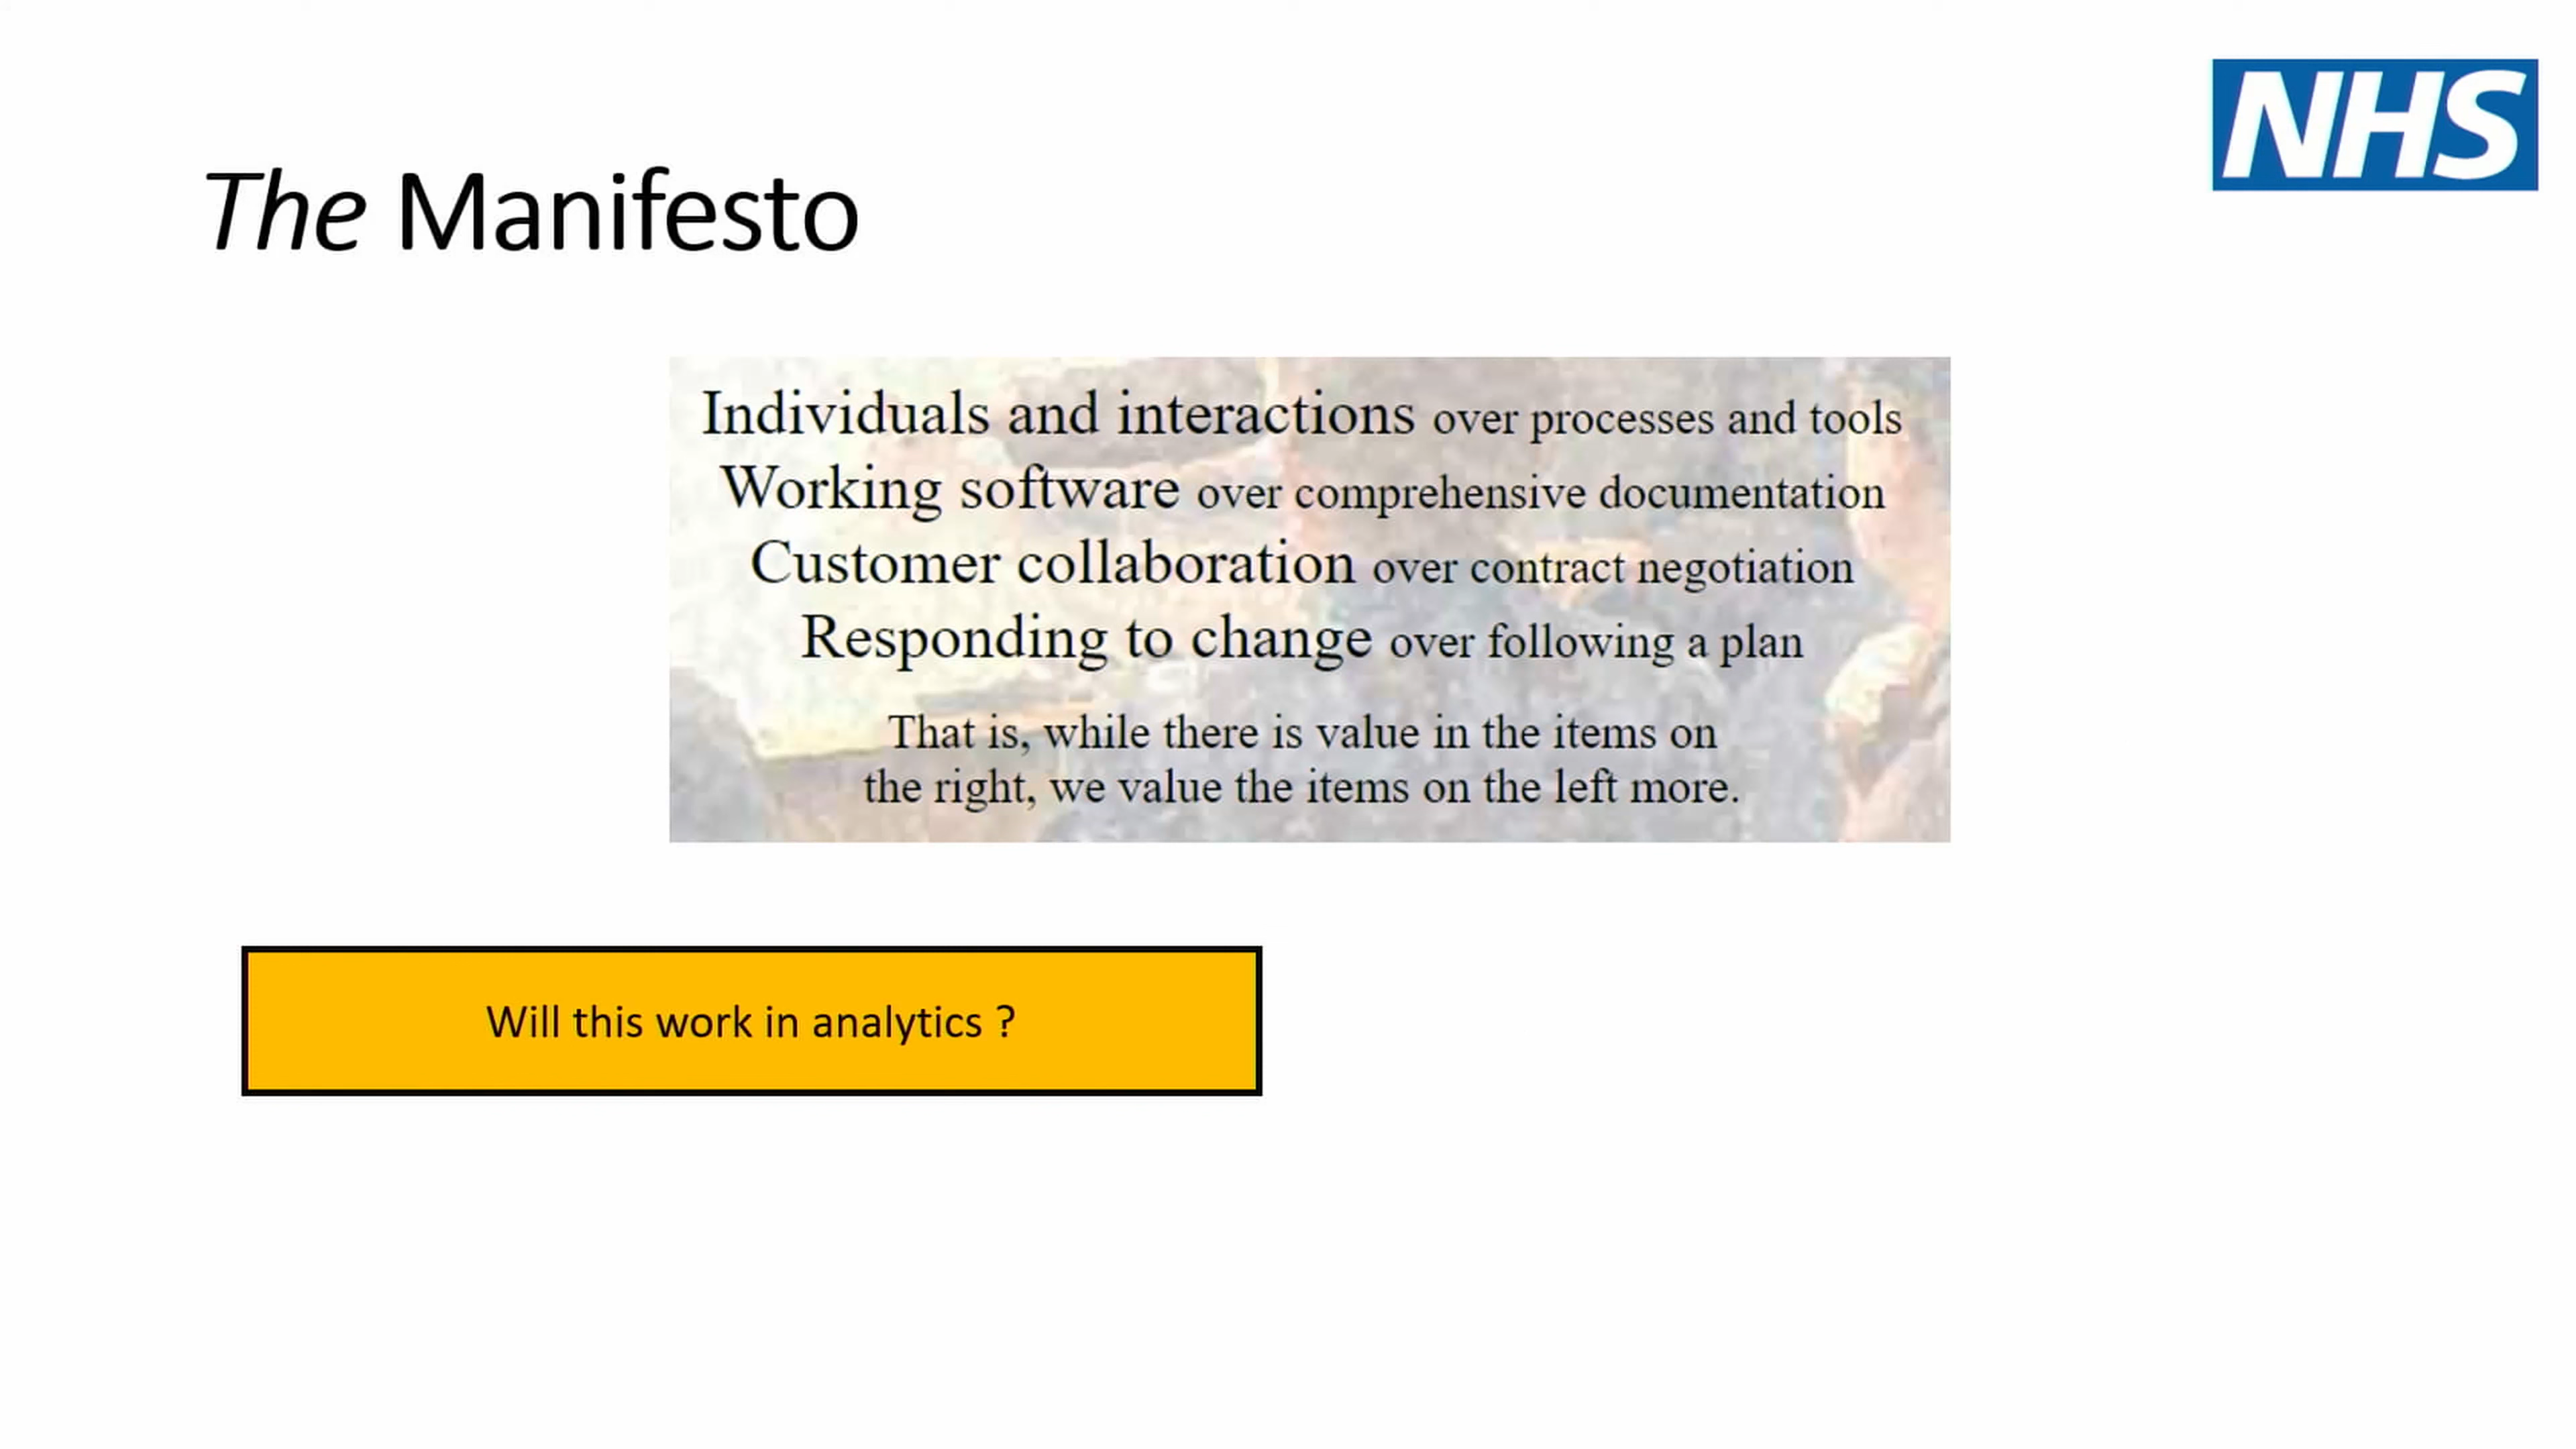 NHS
The Manifesto
Individuals and interactions over processes and tools
Working software over comprehensive documentation
Customer collaboration over contract negotiation
Responding to change over following a plan
That is, while there is value in the items on
the right, we value the items on the left more.
Will this work in analytics ?